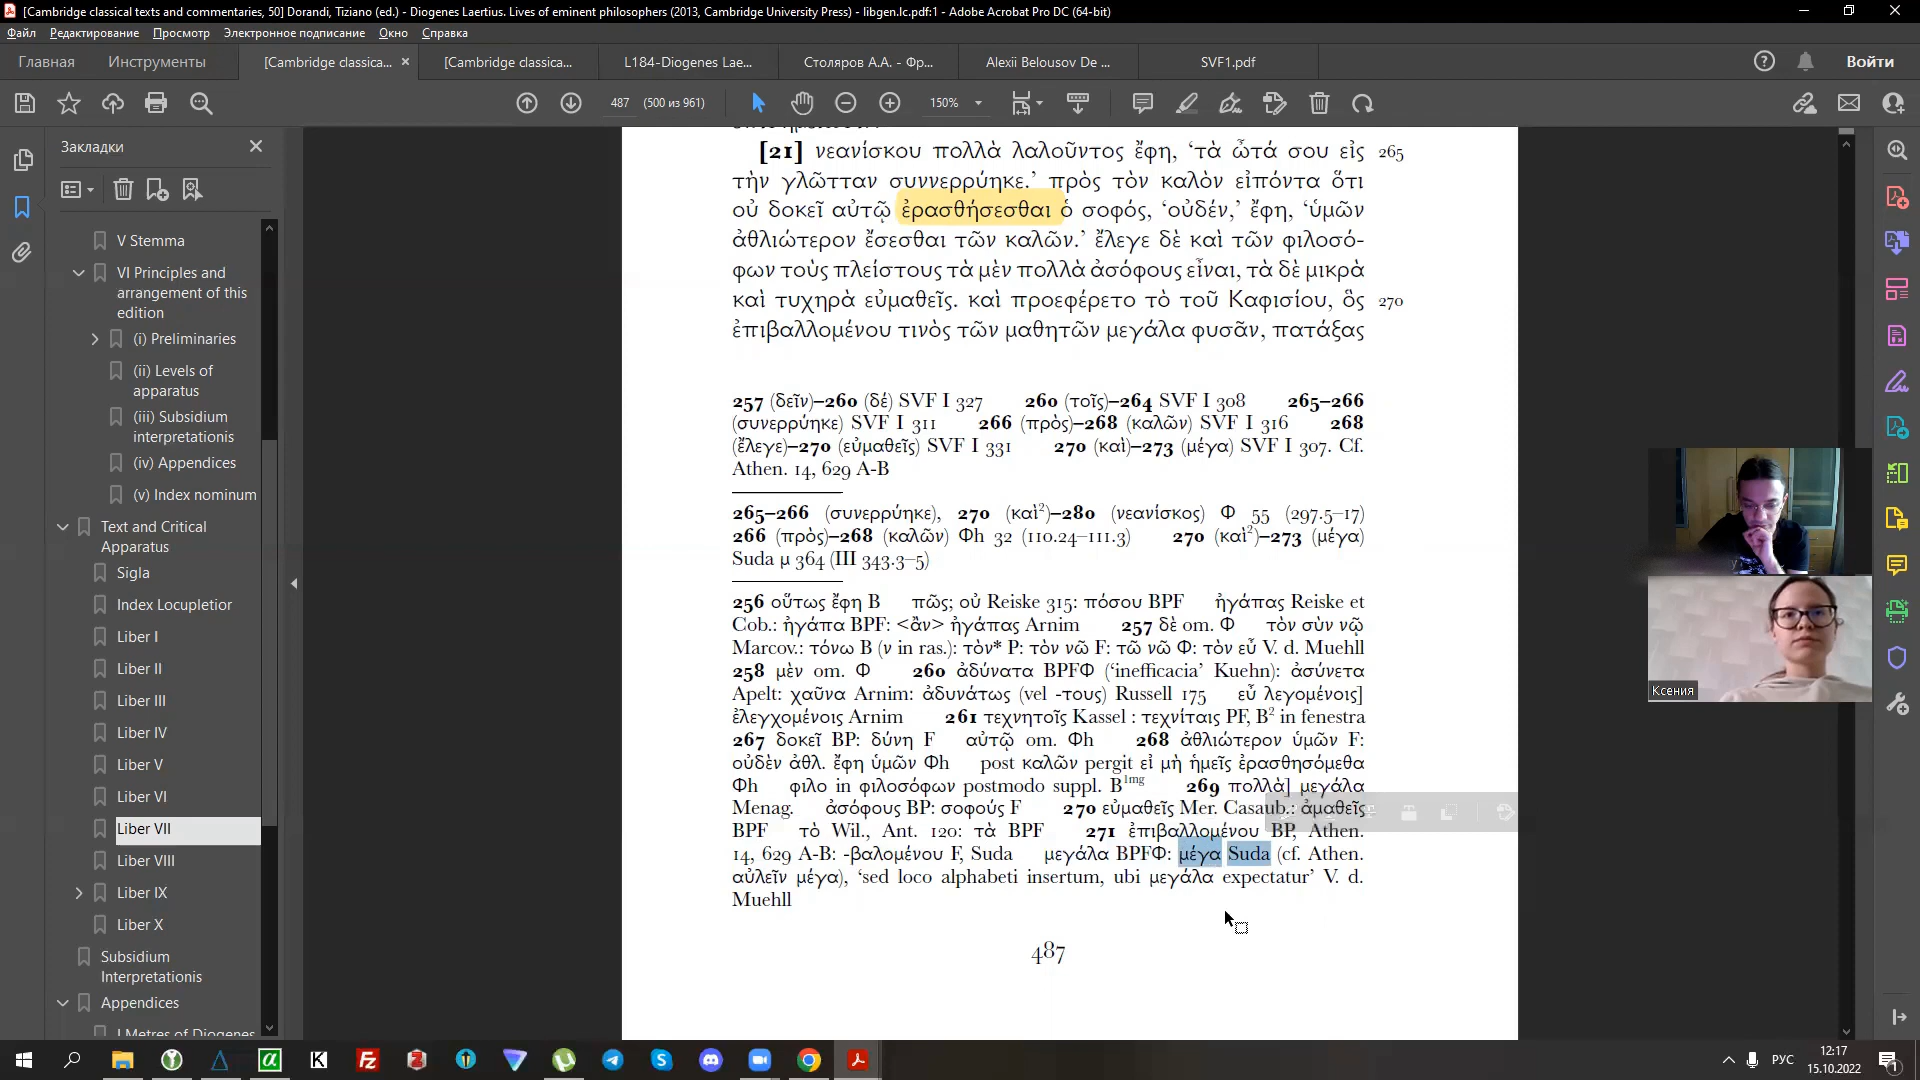 [Cambridge classical texts and commentaries, 50] Dorandi, Tiziano (ed.) - Diogenes Laertius. Lives of eminent philosophers (2013, Cambridge University Press) - libgen.lc.pdf:1 - Adobe Acrobat Pro DC (64-bit)
Файл Редактирование Просмотр Электронное подписание Окно Справка
Главная Инструменты [Cambridge classica... [Cambridge classica... L184-Diogenes Lae... Столяров А.А. - Фр... Alexii Belousov De ... SVF1.pdf Войти
487 (500 из 961) 150%
Закладки
V Stemma
VI Principles and
arrangement of this
edition
(i) Preliminaries
(ii) Levels of
apparatus
(iii) Subsidium
interpretationis
(iv) Appendices
(v) Index nominum
Text and Critical
Apparatus
Sigla
Index Locupletior
Liber I
Liber II
Liber III
Liber IV
Liber V
Liber VI
Liber VII
Liber VIII
Liber IX
Liber X
Subsidium
Interpretationis
Appendices
I Metres of Diogenes
[21] νεανίσκου πολλὰ λαλοῦντος ἔφη, ‘τὰ ὦτά σου εἰς 265
τὴν γλῶτταν συννερρύηκε.’ πρὸς τὸν καλὸν εἰπόντα ὅτι
οὐ δοκεῖ αὐτῷ ἐρασθήσεσθαι ὁ σοφός, ‘οὐδέν,’ ἔφη, ‘ὑμῶν
ἀθλιώτερον ἔσεσθαι τῶν καλῶν.’ ἔλεγε δὲ καὶ τῶν φιλοσό-
φων τοὺς πλείστους τὰ μὲν πολλὰ ἀσόφους εἶναι, τὰ δὲ μικρὰ
καὶ τυχηρὰ εὐμαθεῖς. καὶ προεφέρετο τὸ τοῦ Καφισίου, ὃς 270
ἐπιβαλλομένου τινὸς τῶν μαθητῶν μεγάλα φυσᾶν, πατάξας
257 (δεῖν)–260 (δέ) SVF I 327 260 (τοῖς)–264 SVF I 308 265–266
(συνερρύηκε) SVF I 311 266 (πρὸς)–268 (καλῶν) SVF I 316 268
(ἔλεγε)–270 (εὐμαθεῖς) SVF I 331 270 (καὶ)–273 (μέγα) SVF I 307. Cf.
Athen. 14, 629 A-B
265–266 (συνερρύηκε), 270 (καὶ²)–280 (νεανίσκος) Φ 55 (297.5–17)
266 (πρὸς)–268 (καλῶν) Φh 32 (110.24–111.3) 270 (καὶ²)–273 (μέγα)
Suda μ 364 (III 343.3–5)
256 οὕτως ἔφη B πῶς; οὐ Reiske 315: πόσου BPF ἠγάπας Reiske et
Cob.: ἠγάπα BPF: <ἂν> ἠγάπας Arnim 257 δὲ om. Φ τὸν σὺν νῷ
Marcov.: τόνω B (ν in ras.): τὸν* P: τὸν νῶ F: τῶ νῶ Φ: τὸν εὖ V. d. Muehll
258 μὲν om. Φ 260 ἀδύνατα BPFΦ (‘inefficacia’ Kuehn): ἀσύνετα
Apelt: χαῦνα Arnim: ἀδυνάτως (vel -τους) Russell 175 εὖ λεγομένοις]
ἐλεγχομένοις Arnim 261 τεχνητοῖς Kassel : τεχνίταις PF, B² in fenestra
267 δοκεῖ BP: δύνη F αὐτῷ om. Φh 268 ἀθλιώτερον ὑμῶν F:
οὐδὲν ἀθλ. ἔφη ὑμῶν Φh post καλῶν pergit εἰ μὴ ἡμεῖς ἐρασθησόμεθα
Φh φιλο in φιλοσόφων postmodo suppl. B¹ᵐᵍ 269 πολλὰ] μεγάλα
Menag. ἀσόφους BP: σοφούς F 270 εὐμαθεῖς Mer. Casaub.: ἀμαθεῖς
BPF τὸ Wil., Ant. 120: τὰ BPF 271 ἐπιβαλλομένου BP, Athen.
14, 629 A-B: -βαλομένου F, Suda μεγάλα BPFΦ: μέγα Suda (cf. Athen.
αὐλεῖν μέγα), ‘sed loco alphabeti insertum, ubi μεγάλα expectatur’ V. d.
Muehll
487
Ксения
РУС
12:17
15.10.2022